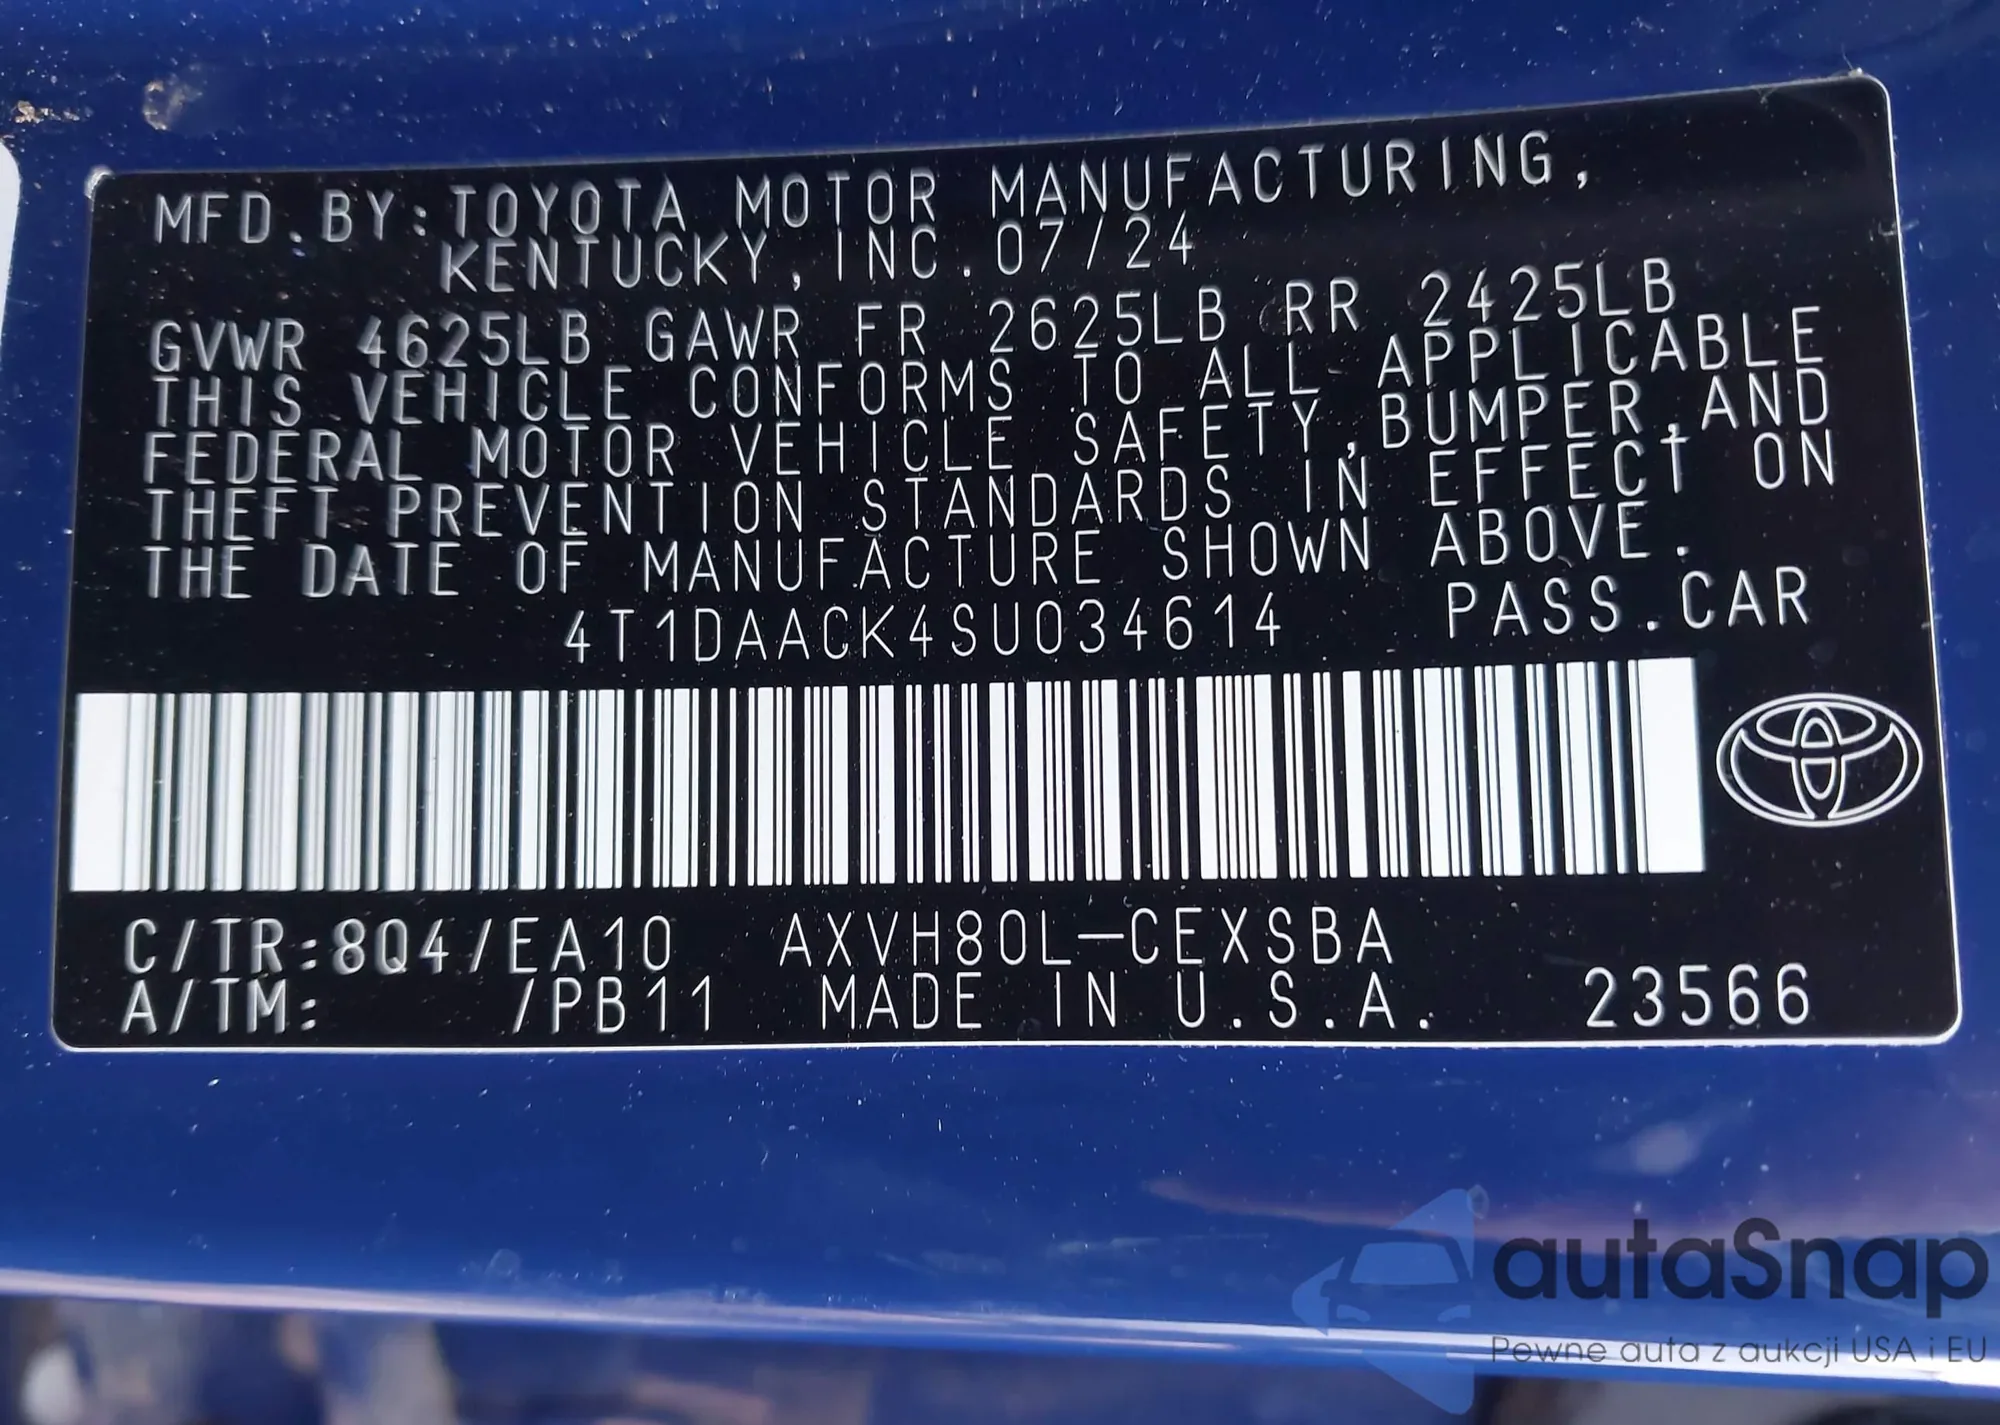 MFD.BY:TOYOTA MOTOR MANUFACTURING,
KENTUCKY,INC.07/24
GVWR 4625LB GAWR FR 2625LB RR 2425LB
THIS VEHICLE CONFORMS TO ALL APPLICABLE
FEDERAL MOTOR VEHICLE SAFETY,BUMPER,AND
THEFT PREVENTION STANDARDS IN EFFECT ON
THE DATE OF MANUFACTURE SHOWN ABOVE.
4T1DAACK4SU034614 PASS.CAR
C/TR:8Q4/EA10 AXVH80L-CEXSBA
A/TM: /PB11 MADE IN U.S.A. 23566
autaSnap
Pewne auta z aukcji USA i EU